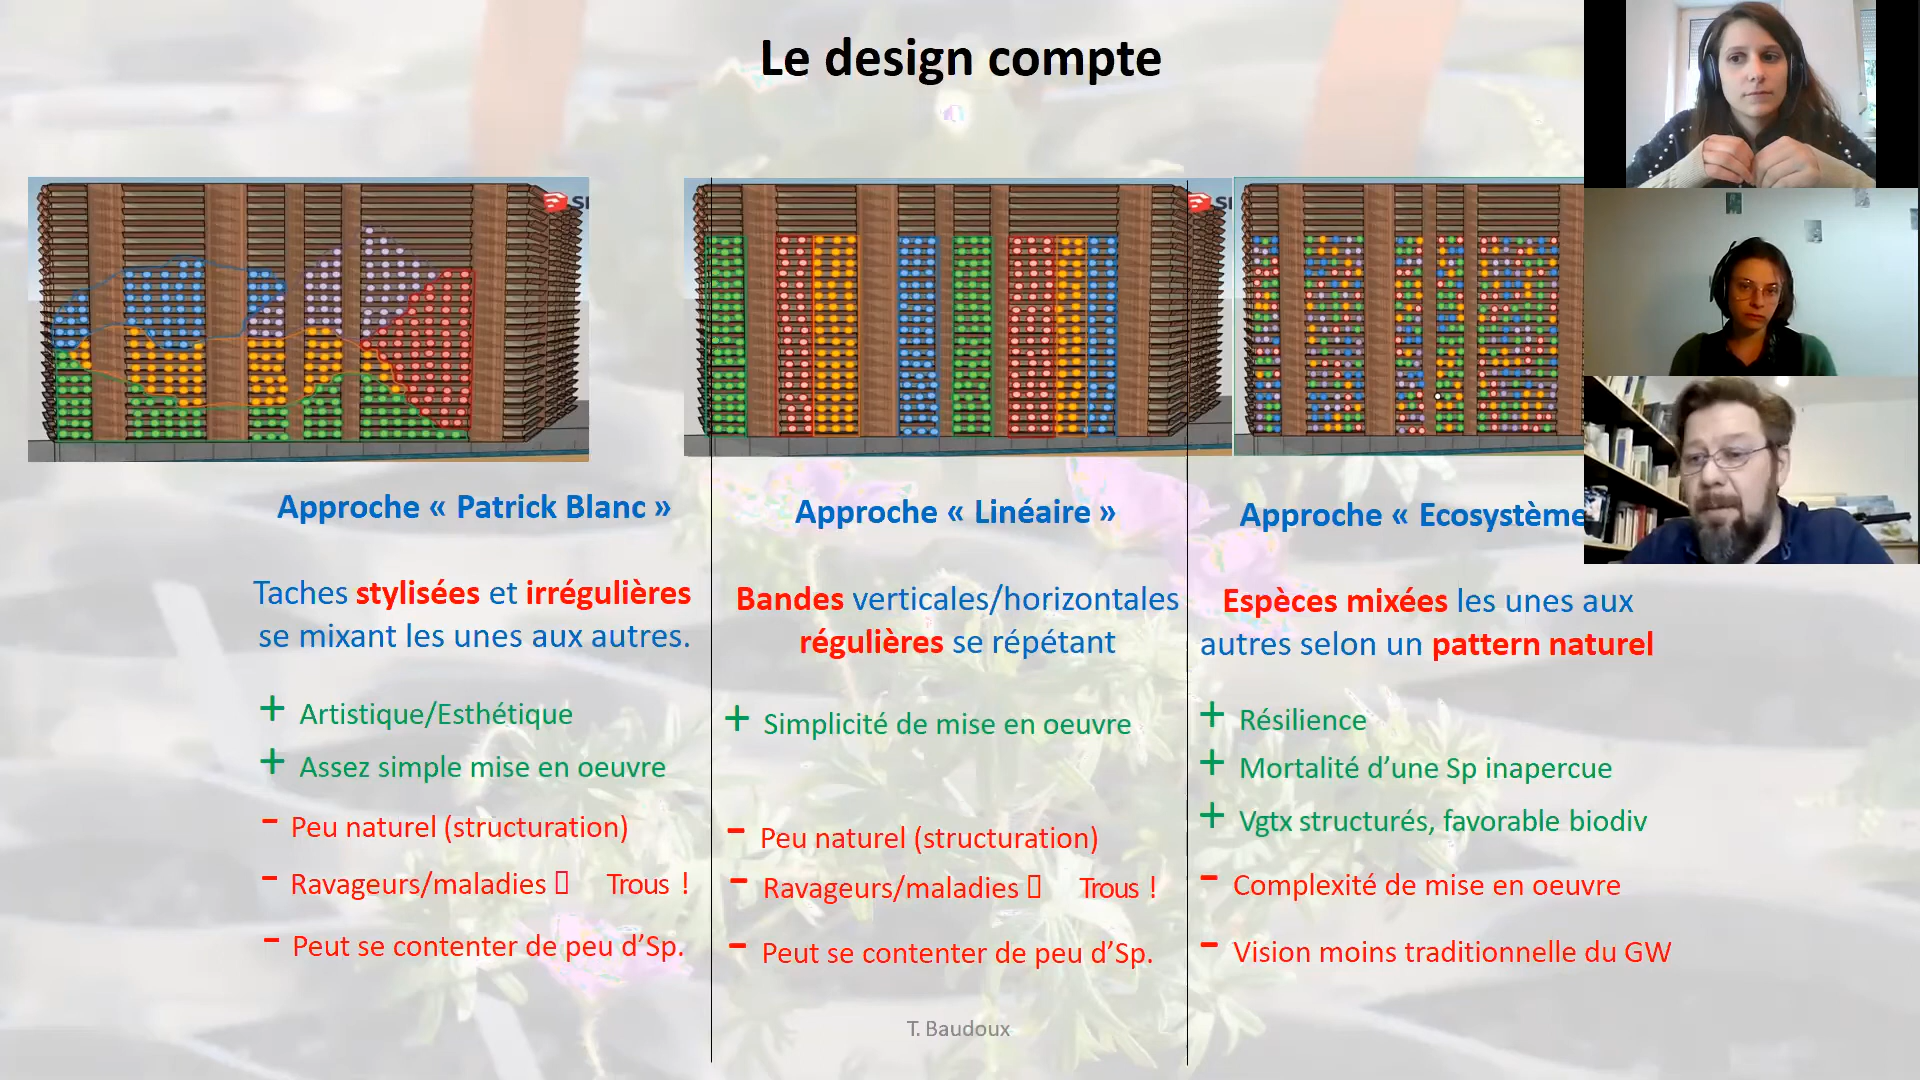 Le design compte
Approche « Patrick Blanc »
Taches stylisées et irrégulières
se mixant les unes aux autres.
+ Artistique/Esthétique
+ Assez simple mise en oeuvre
- Peu naturel (structuration)
- Ravageurs/maladies Trous !
- Peut se contenter de peu d’Sp.
Approche « Linéaire »
Bandes verticales/horizontales
régulières se répétant
+ Simplicité de mise en oeuvre
- Peu naturel (structuration)
- Ravageurs/maladies Trous !
- Peut se contenter de peu d’Sp.
Approche « Ecosystème
Espèces mixées les unes aux
autres selon un pattern naturel
+ Résilience
+ Mortalité d’une Sp inapercue
+ Vgtx structurés, favorable biodiv
- Complexité de mise en oeuvre
- Vision moins traditionnelle du GW
T. Baudoux